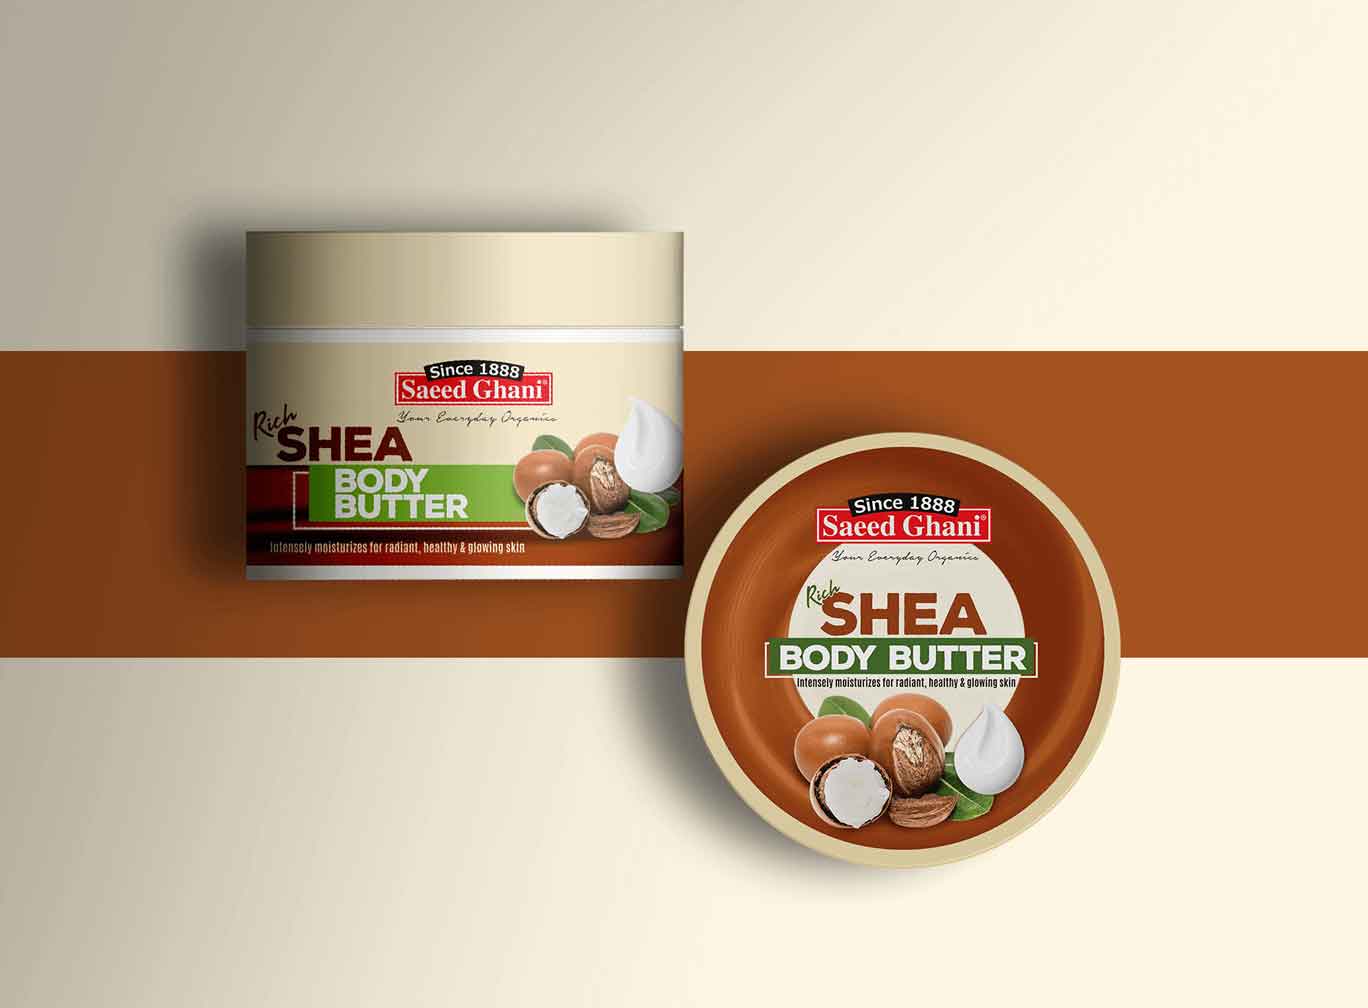 Since 1888
Saeed Ghani®
Your Everyday Organics
Rich
SHEA
BODY
BUTTER
Intensely moisturizes for radiant, healthy & glowing skin
Since 1888
Saeed Ghani®
Your Everyday Organics
Rich
SHEA
BODY BUTTER
Intensely moisturizes for radiant, healthy & glowing skin